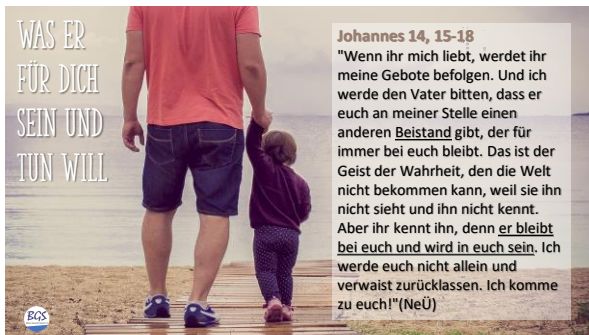 WAS ER
FÜR DICH
SEIN UND
TUN WILL
Johannes 14, 15-18
"Wenn ihr mich liebt, werdet ihr
meine Gebote befolgen. Und ich
werde den Vater bitten, dass er
euch an meiner Stelle einen
anderen Beistand gibt, der für
immer bei euch bleibt. Das ist der
Geist der Wahrheit, den die Welt
nicht bekommen kann, weil sie ihn
nicht sieht und ihn nicht kennt.
Aber ihr kennt ihn, denn er bleibt
bei euch und wird in euch sein. Ich
werde euch nicht allein und
verwaist zurücklassen. Ich komme
zu euch!"(NeÜ)
BGS